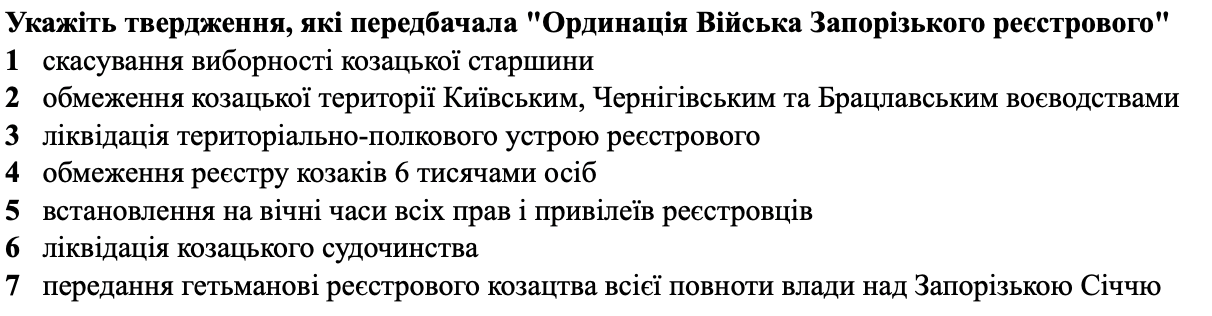 Укажіть твердження, які передбачала "Ординація Війська Запорізького реєстрового"
1 скасування виборності козацької старшини
2 обмеження козацької території Київським, Чернігівським та Брацлавським воєводствами
3 ліквідація територіально-полкового устрою реєстрового
4 обмеження реєстру козаків 6 тисячами осіб
5 встановлення на вічні часи всіх прав і привілеїв реєстровців
6 ліквідація козацького судочинства
7 передання гетьманові реєстрового козацтва всієї повноти влади над Запорізькою Січчю